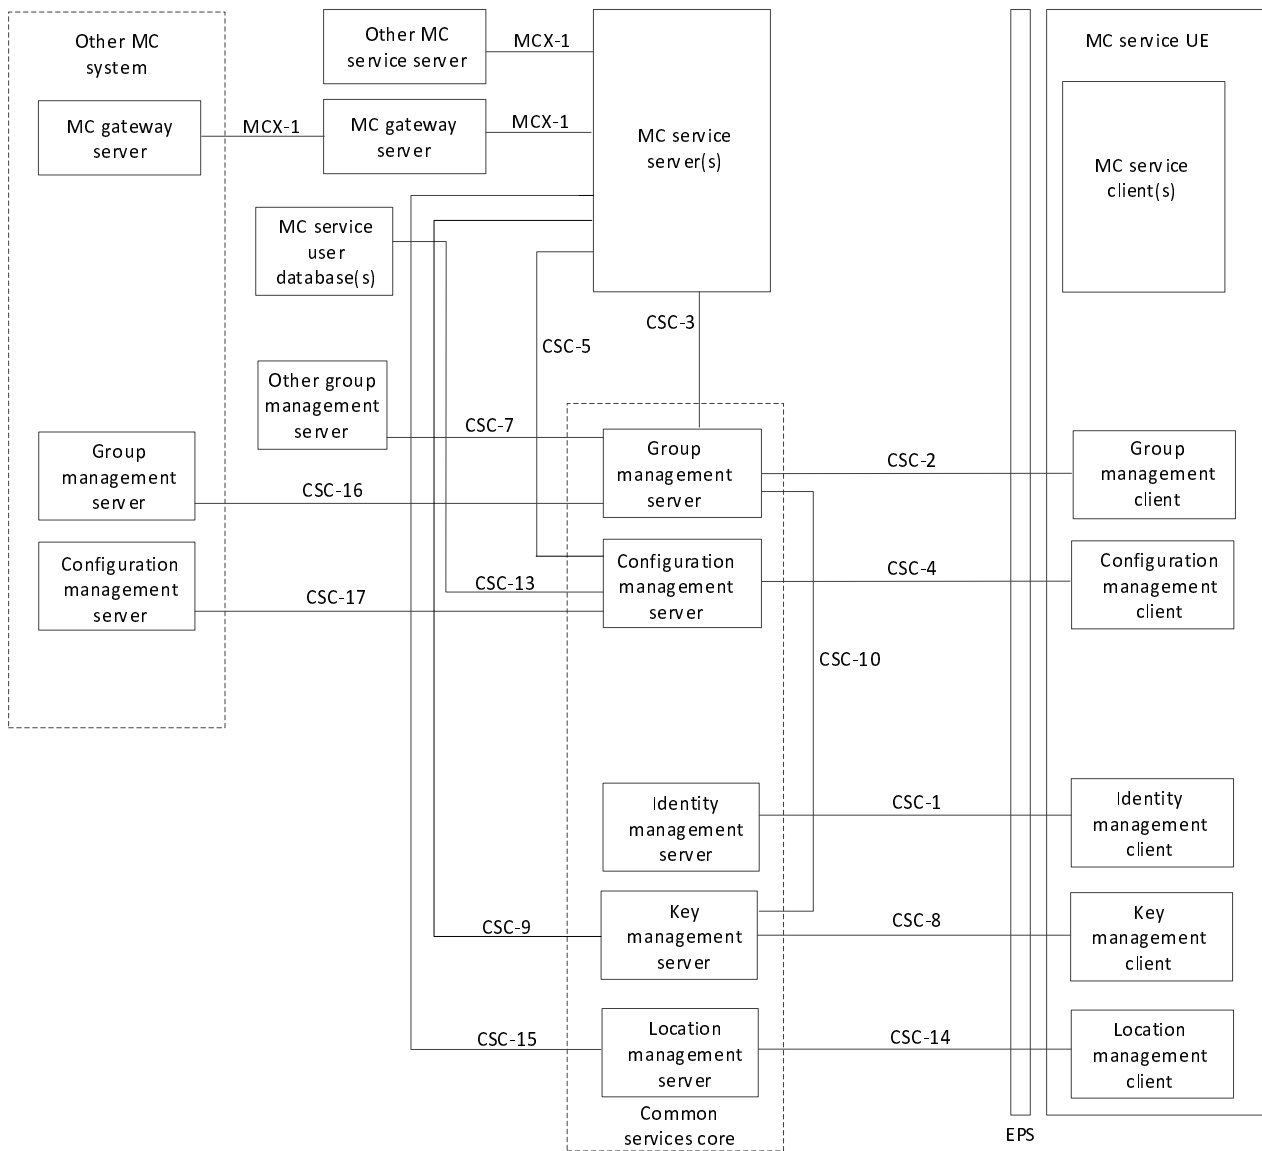 Other MC
system
Other MC
service server
MCX-1
MC service UE
MC gateway
server
MCX-1
MC gateway
server
MCX-1
MC service
server(s)
MC service
client(s)
MC service
user
database(s)
CSC-3
CSC-5
Other group
management
server
CSC-7
Group
management
server
CSC-16
Group
management
server
CSC-2
Group
management
client
Configuration
management
server
CSC-17
CSC-13
Configuration
management
server
CSC-4
Configuration
management
client
CSC-10
Identity
management
server
CSC-1
Identity
management
client
CSC-9
Key
management
server
CSC-8
Key
management
client
CSC-15
Location
management
server
CSC-14
Location
management
client
Common
services core
EPS